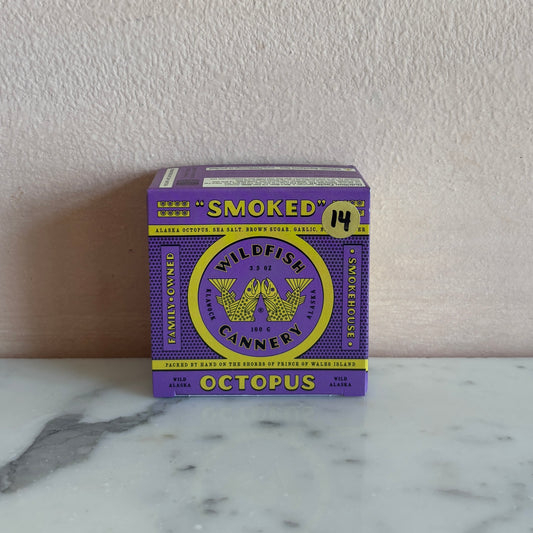 "SMOKED"
14
ALASKA OCTOPUS, SEA SALT, BROWN SUGAR, GARLIC,
WILDFISH
3.5 OZ
FAMILY • OWNED
KLAWOCK
ALASKA
• SMOKEHOUSE •
®
100 G
CANNERY
PACKED BY HAND ON THE SHORES OF PRINCE OF WALES ISLAND
WILD ALASKA
OCTOPUS
WILD ALASKA